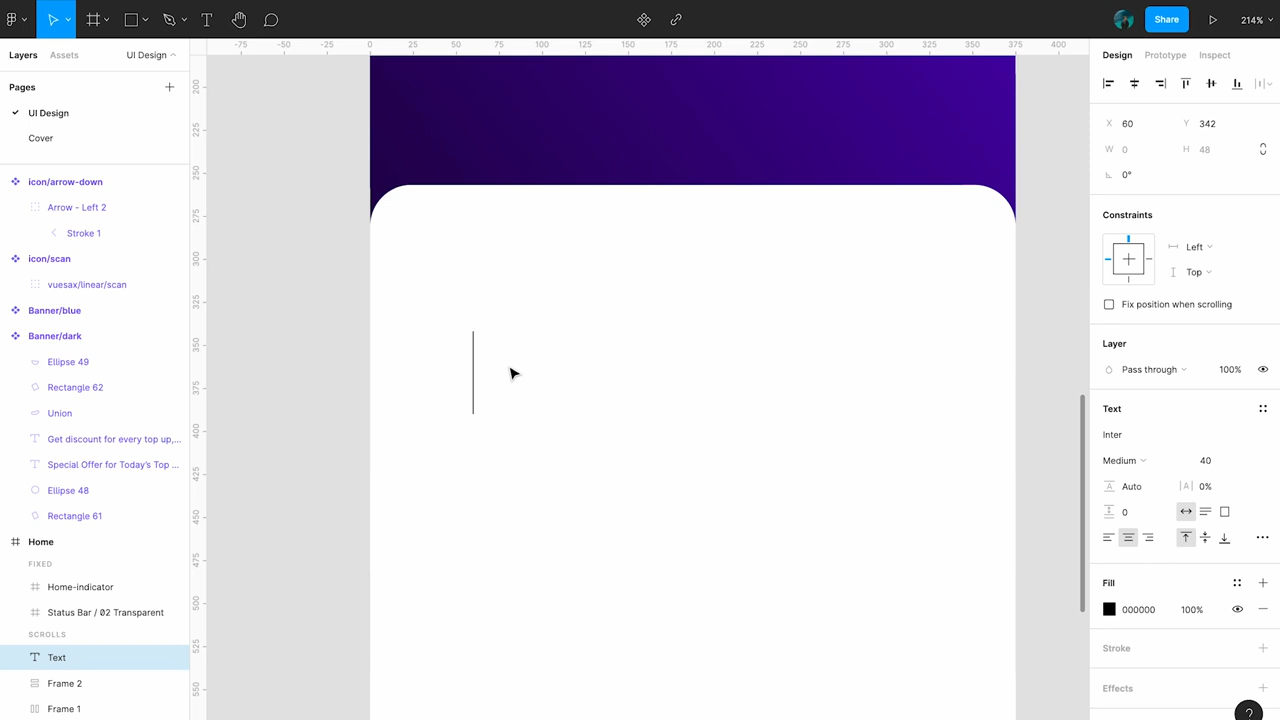 Share
214%
Layers
Assets
UI Design
Pages
UI Design
Cover
icon/arrow-down
Arrow - Left 2
Stroke 1
icon/scan
vuesax/linear/scan
Banner/blue
Banner/dark
Ellipse 49
Rectangle 62
Union
Get discount for every top up,...
Special Offer for Today's Top ...
Ellipse 48
Rectangle 61
Home
FIXED
Home-indicator
Status Bar / 02 Transparent
SCROLLS
Text
Frame 2
Frame 1
-75 -50 -25 0 25 50 75 100 125 150 175 200 225 250 275 300 325 350 375 400
200
225
250
275
300
325
350
375
400
425
450
475
500
525
550
Design
Prototype
Inspect
X 60
Y 342
W 0
H 48
0°
Constraints
Left
Top
Fix position when scrolling
Layer
Pass through
100%
Text
Inter
Medium
40
Auto
|A| 0%
0
Fill
000000
100%
Stroke
Effects
?